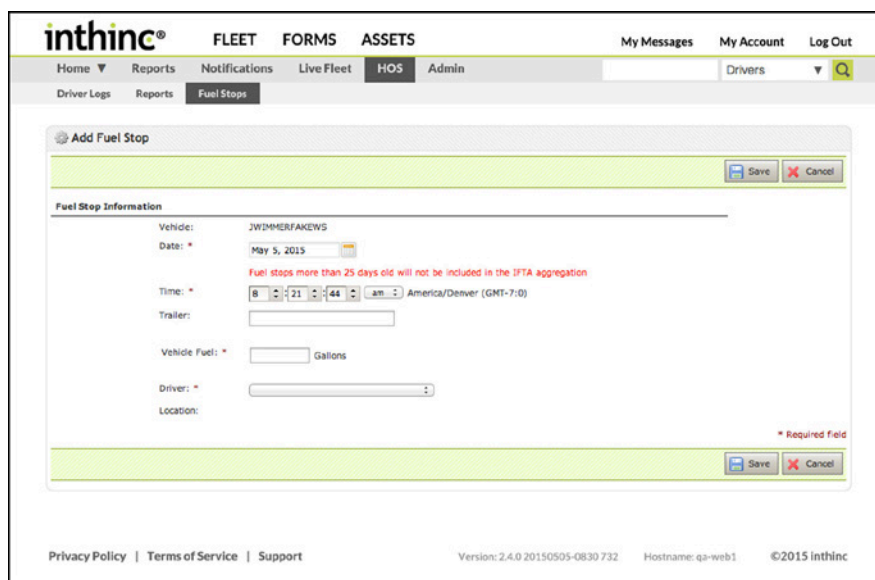 inthinc® FLEET FORMS ASSETS My Messages My Account Log Out
Home ▼ Reports Notifications Live Fleet HOS Admin Drivers ▼
Driver Logs Reports Fuel Stops
Add Fuel Stop
Save Cancel
Fuel Stop Information
Vehicle: JWIMMERFAKEWS
Date: * May 5, 2015
Fuel stops more than 25 days old will not be included in the IFTA aggregation
Time: * 8 : 21 : 44 am America/Denver (GMT-7:0)
Trailer:
Vehicle Fuel: * Gallons
Driver: *
Location:
* Required field
Save Cancel
Privacy Policy | Terms of Service | Support Version: 2.4.0 20150505-0830 732 Hostname: qa-web1 ©2015 inthinc